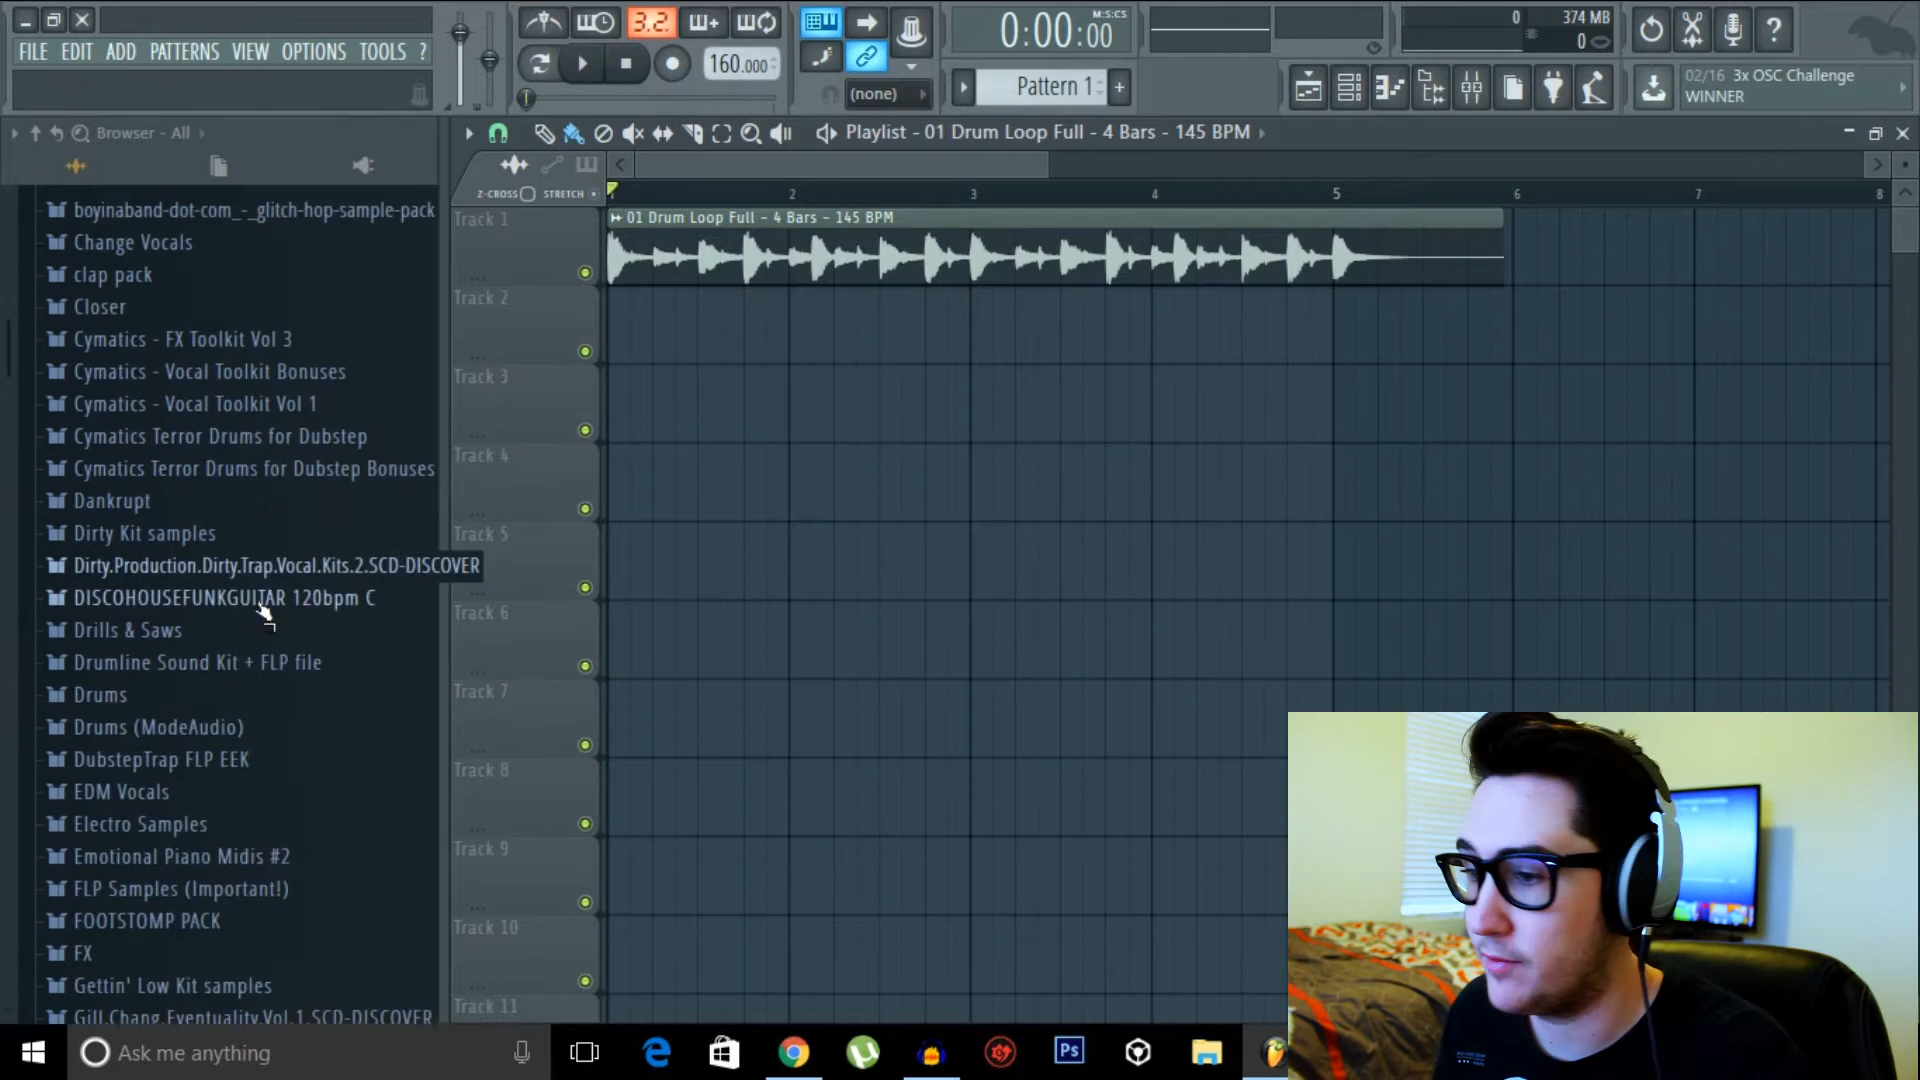 3.2.
0:00:00
M:S:CS
0
374 MB
0
FILE EDIT ADD PATTERNS VIEW OPTIONS TOOLS ?
160.000
(none)
Pattern 1
+
02/16 3x OSC Challenge
WINNER
Browser - All
Playlist - 01 Drum Loop Full - 4 Bars - 145 BPM
Z-CROSS
STRETCH
2 3 4 5 6 7 8
boyinaband-dot-com_-_glitch-hop-sample-pack
Change Vocals
clap pack
Closer
Cymatics - FX Toolkit Vol 3
Cymatics - Vocal Toolkit Bonuses
Cymatics - Vocal Toolkit Vol 1
Cymatics Terror Drums for Dubstep
Cymatics Terror Drums for Dubstep Bonuses
Dankrupt
Dirty Kit samples
Dirty.Production.Dirty.Trap.Vocal.Kits.2.SCD-DISCOVER
DISCOHOUSEFUNKGUITAR 120bpm C
Drills & Saws
Drumline Sound Kit + FLP file
Drums
Drums (ModeAudio)
DubstepTrap FLP EEK
EDM Vocals
Electro Samples
Emotional Piano Midis #2
FLP Samples (Important!)
FOOTSTOMP PACK
FX
Gettin' Low Kit samples
Gill.Chang.Eventuality.Vol.1.SCD-DISCOVER
Track 1
01 Drum Loop Full - 4 Bars - 145 BPM
Track 2
Track 3
Track 4
Track 5
Track 6
Track 7
Track 8
Track 9
Track 10
Track 11
Ask me anything
Ps